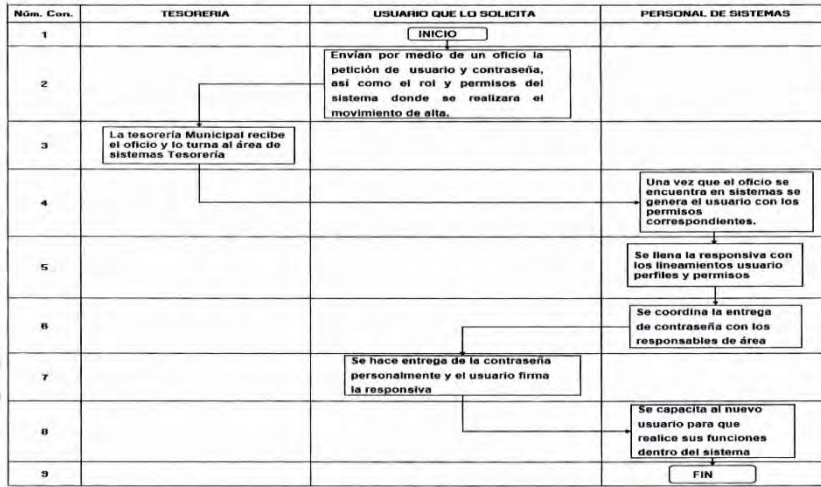 Núm. Con. TESORERIA USUARIO QUE LO SOLICITA PERSONAL DE SISTEMAS
1 INICIO
2
Envían por medio de un oficio la
petición de usuario y contraseña,
así como el rol y permisos del
sistema donde se realizara el
movimiento de alta.
3
La tesorería Municipal recibe
el oficio y lo turna al área de
sistemas Tesorería
4
Una vez que el oficio se
encuentra en sistemas se
genera el usuario con los
permisos
correspondientes.
5
Se llena la responsiva con
los lineamientos usuario
perfiles y permisos
6
Se coordina la entrega
de contraseña con los
responsables de área
7
Se hace entrega de la contraseña
personalmente y el usuario firma
la responsiva
8
Se capacita al nuevo
usuario para que
realice sus funciones
dentro del sistema
9 FIN